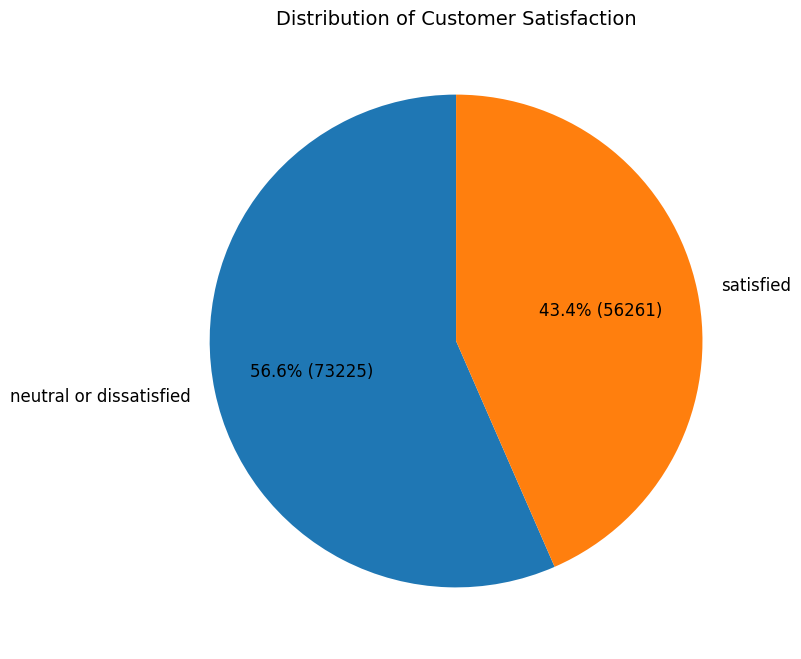 Distribution of Customer Satisfaction
satisfied
43.4% (56261)
56.6% (73225)
neutral or dissatisfied